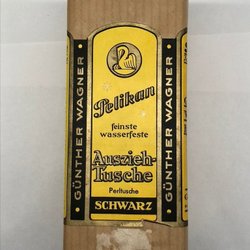 Pelikan
feinste
wasserfeste
Auszieh-
Tusche
Perltusche
SCHWARZ
GÜNTHER WAGNER
GÜNTHER WAGNER